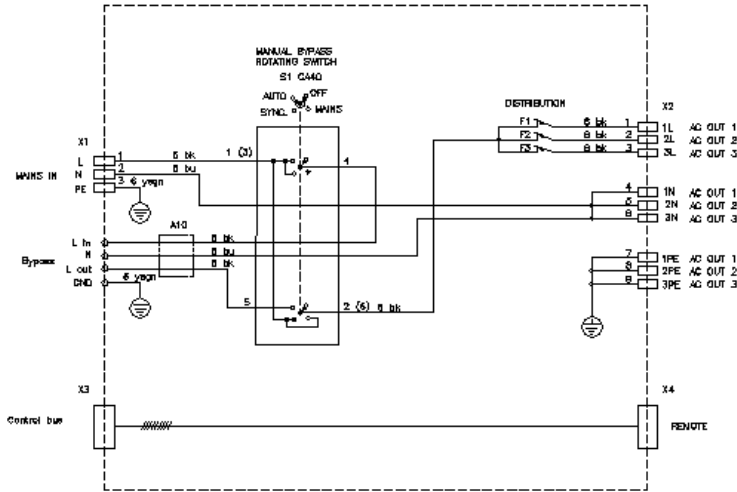 MANUAL BYPASS
ROTATING SWITCH
S1 CA40
AUTO OFF
SYNC. MAINS
DISTRIBUTION
X1
X2
F1 6 bk 1 1L AC OUT 1
F2 6 bk 2 2L AC OUT 2
F3 6 bk 3 3L AC OUT 3
MAINS IN
L 1 6 bk 1 (3) 4
N 2 6 bu
PE 3 6 yegn
4 1N AC OUT 1
5 2N AC OUT 2
6 3N AC OUT 3
A10
Bypass
L in 6 bk
N 6 bu
L out 6 bk
GND 6 yegn
7 1PE AC OUT 1
8 2PE AC OUT 2
9 3PE AC OUT 3
5 2 (6) 6 bk
X3
X4
Control bus
REMOTE